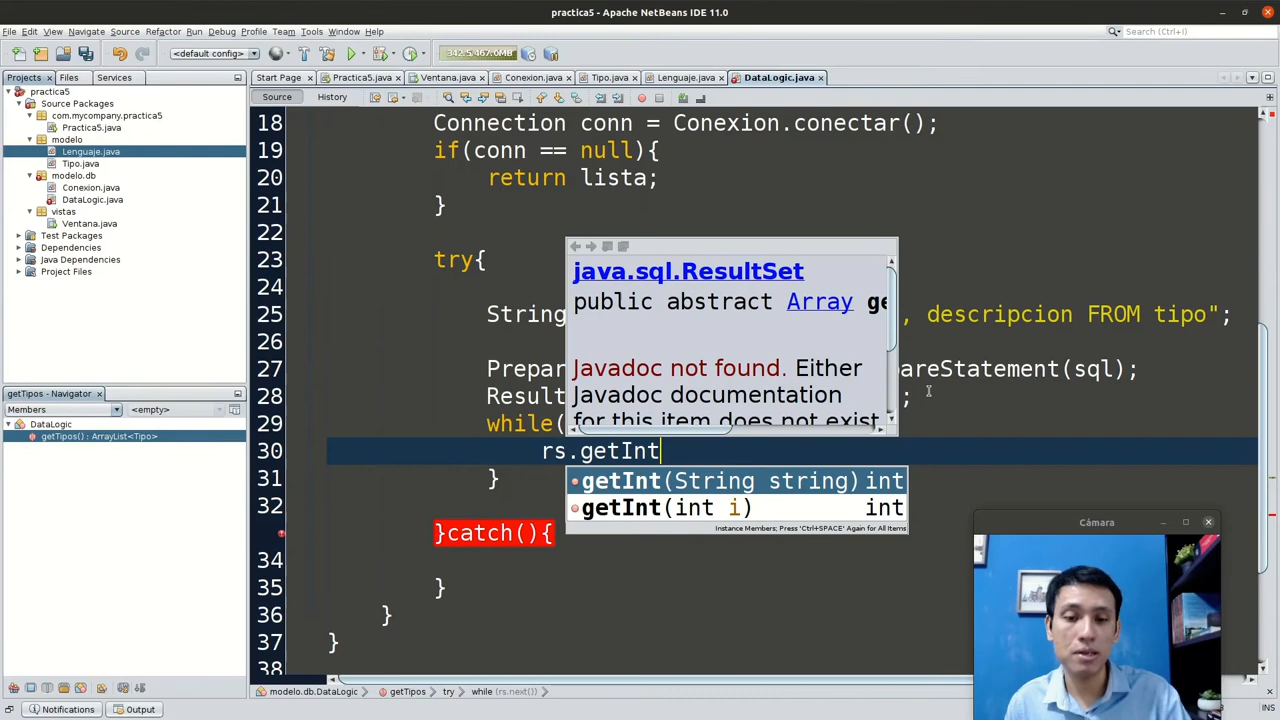 practica5 - Apache NetBeans IDE 11.0
File Edit View Navigate Source Refactor Run Debug Profile Team Tools Window Help
Search (Ctrl+I)
<default config>
342.5/467.0MB
Projects
Files
Services
Start Page
Practica5.java
Ventana.java
Conexion.java
Tipo.java
Lenguaje.java
DataLogic.java
Source
History
practica5
Source Packages
com.mycompany.practica5
Practica5.java
modelo
Lenguaje.java
Tipo.java
modelo.db
Conexion.java
DataLogic.java
vistas
Ventana.java
Test Packages
Dependencies
Java Dependencies
Project Files
getTipos - Navigator
Members
<empty>
DataLogic
getTipos() : ArrayList<Tipo>
18 Connection conn = Conexion.conectar();
19 if(conn == null){
20 return lista;
21 }
22
23 try{
24
25 String , descripcion FROM tipo";
26
27 Prepar areStatement(sql);
28 Result ;
29 while(
30 rs.getInt
31 }
32
}catch(){
34
35 }
36 }
37 }
38
java.sql.ResultSet
public abstract Array ge
Javadoc not found. Either
Javadoc documentation
for this item does not exist
getInt(String string) int
getInt(int i) int
Instance Members; Press 'Ctrl+SPACE' Again for All Items
Cámara
modelo.db.DataLogic
getTipos
try
while (rs.next())
Notifications
Output
INS